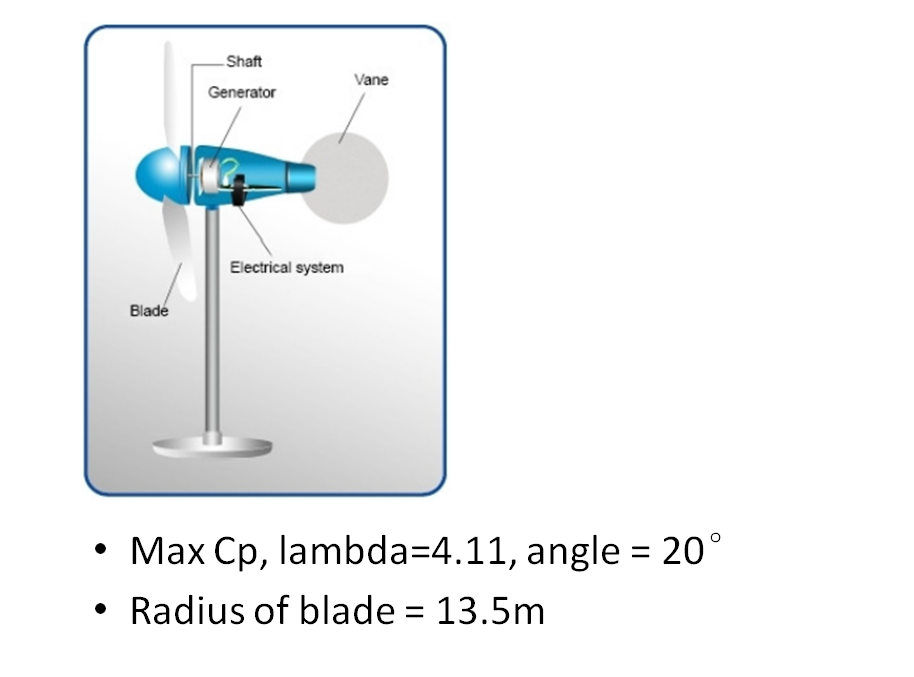 Shaft
Generator
Vane
Electrical system
Blade
• Max Cp, lambda=4.11, angle = 20°
• Radius of blade = 13.5m